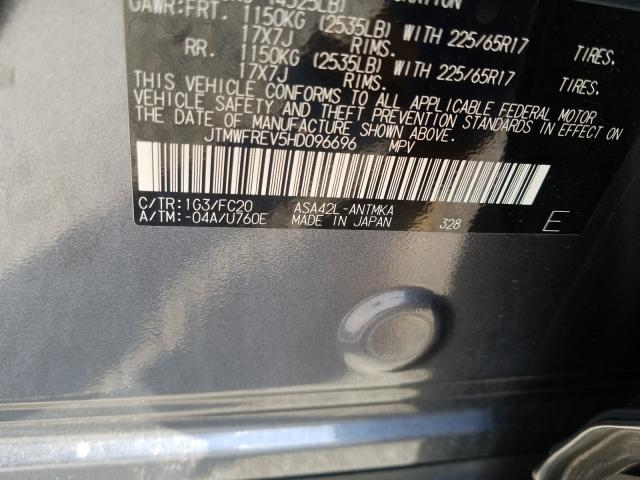 (4325LB)
GAWR:FRT. 1150KG (2535LB) WITH 225/65R17 TIRES.
17X7J RIMS.
RR. 1150KG (2535LB) WITH 225/65R17 TIRES.
17X7J RIMS.
THIS VEHICLE CONFORMS TO ALL APPLICABLE FEDERAL MOTOR
VEHICLE SAFETY AND THEFT PREVENTION STANDARDS IN EFFECT ON
THE DATE OF MANUFACTURE SHOWN ABOVE.
JTMWFREV5HD096696 MPV
C/TR:1G3/FC20 ASA42L-ANTMKA
A/TM:-04A/U760E MADE IN JAPAN 328 E